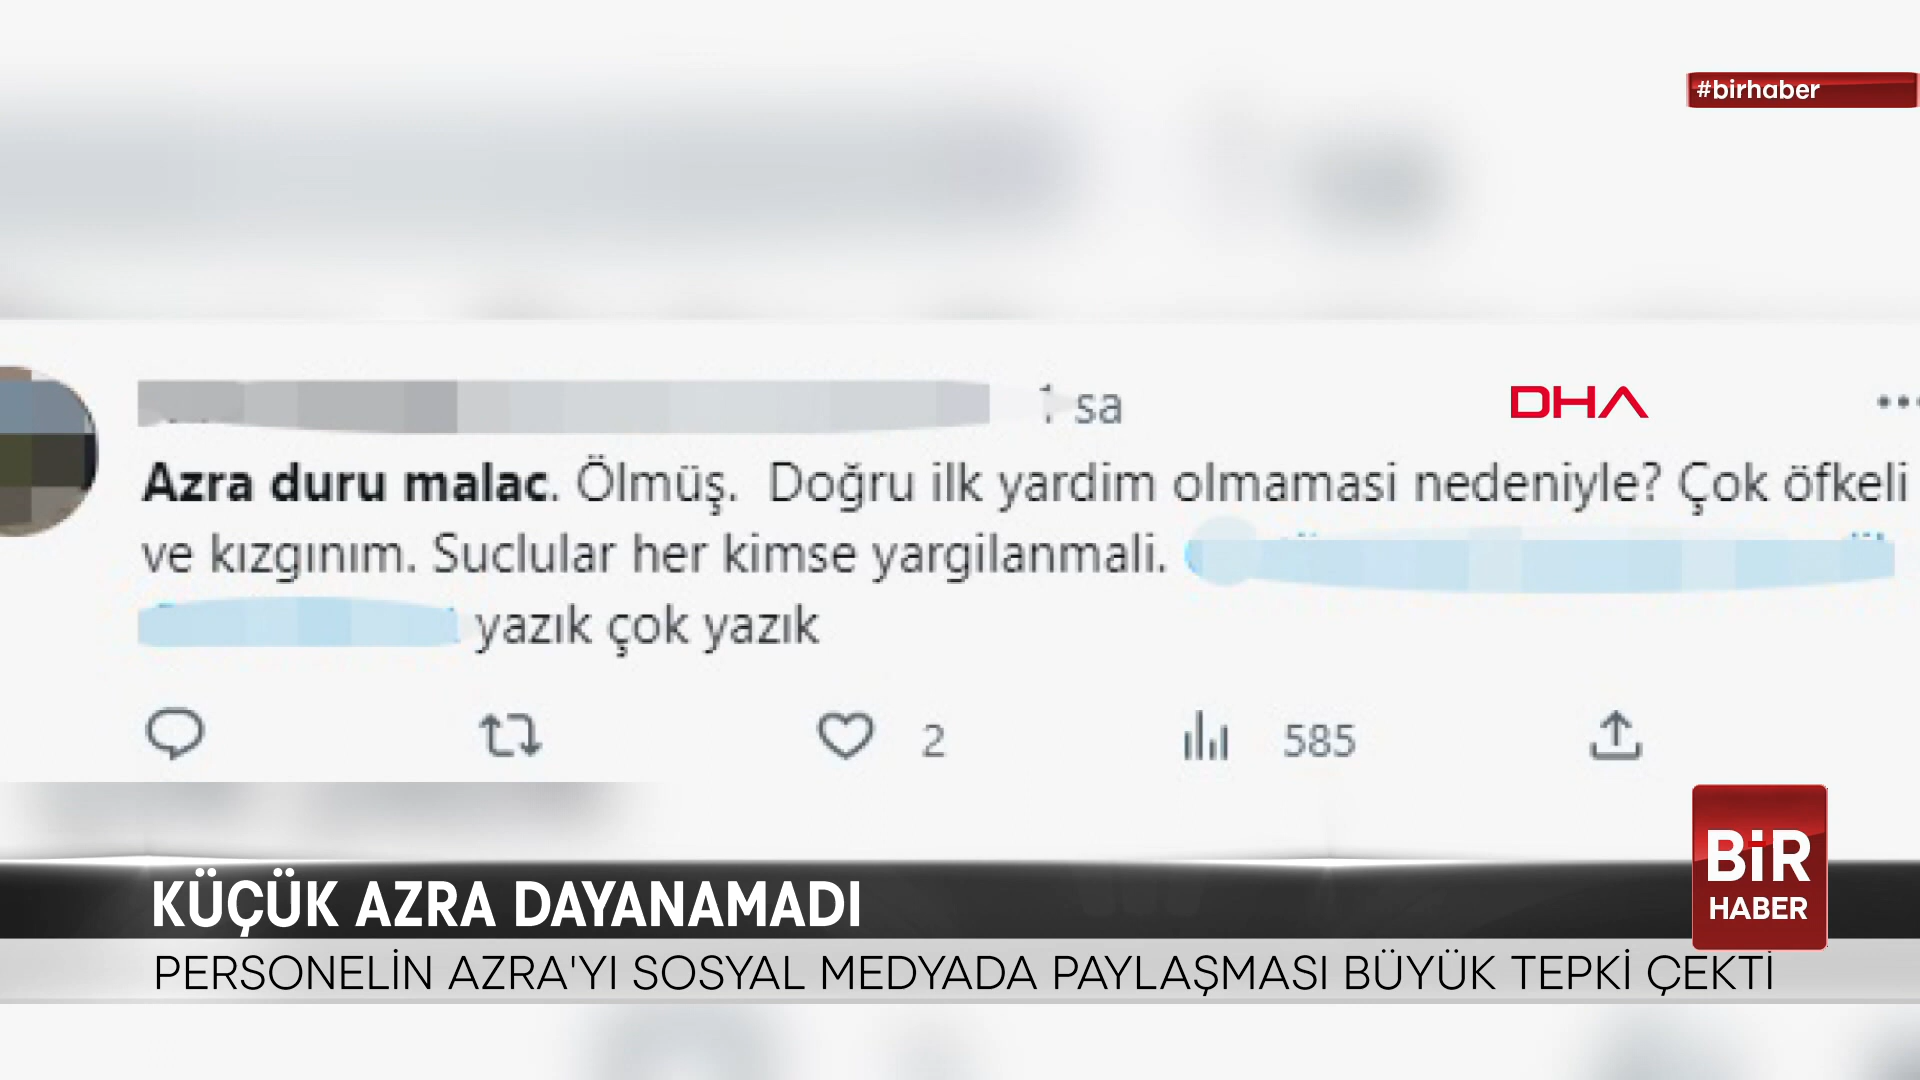 #birhaber
sa
DHA
Azra duru malac. Ölmüş. Doğru ilk yardim olmamasi nedeniyle? Çok öfkeli
ve kızgınım. Suclular her kimse yargilanmali.
yazık çok yazık
2
585
BİR
HABER
KÜÇÜK AZRA DAYANAMADI
PERSONELİN AZRA'YI SOSYAL MEDYADA PAYLAŞMASI BÜYÜK TEPKİ ÇEKTİ